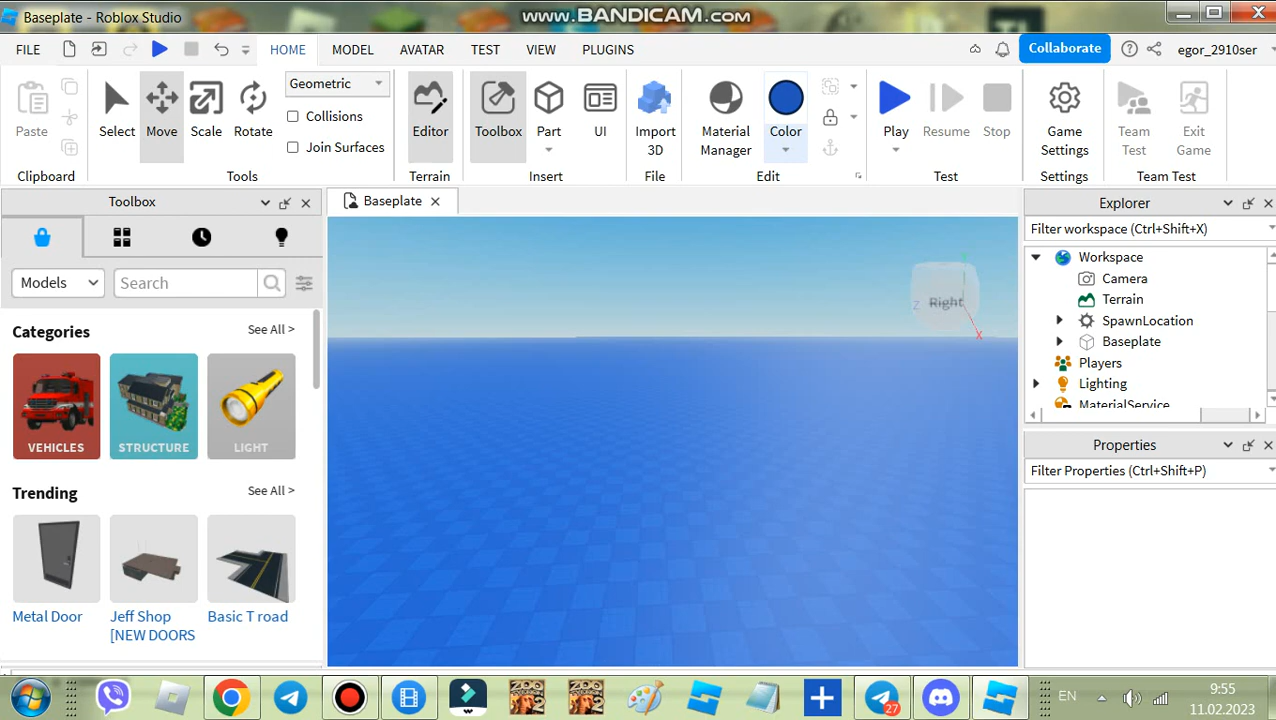 Baseplate - Roblox Studio
www.BANDICAM.com
FILE HOME MODEL AVATAR TEST VIEW PLUGINS
Collaborate egor_2910ser
Paste
Select Move Scale Rotate
Geometric
Collisions
Join Surfaces
Editor
Toolbox Part UI
Import 3D
Material Manager
Color
Play Resume Stop
Game Settings
Team Test
Exit Game
Clipboard Tools Terrain Insert File Edit Test Settings Team Test
Toolbox
Models Search
Categories See All >
VEHICLES STRUCTURE LIGHT
Trending See All >
Metal Door
Jeff Shop [NEW DOORS
Basic T road
Baseplate
Right
Z
X
Explorer
Filter workspace (Ctrl+Shift+X)
Workspace
Camera
Terrain
SpawnLocation
Baseplate
Players
Lighting
MaterialService
Properties
Filter Properties (Ctrl+Shift+P)
ZOO 2
ZOO 2
27
EN
9:55
11.02.2023